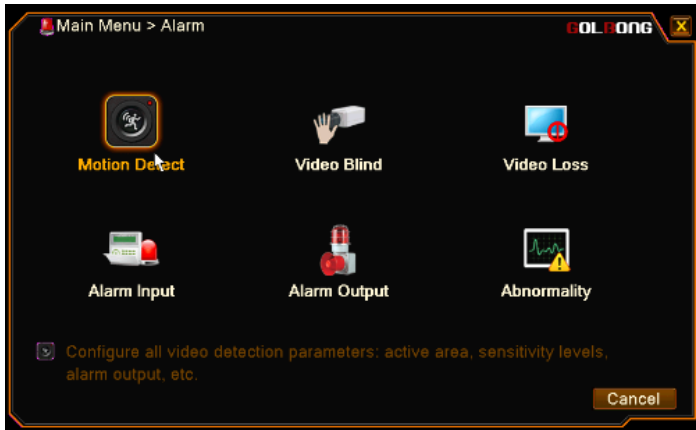 Main Menu > Alarm
GOLBONG
X
Motion Detect
Video Blind
Video Loss
Alarm Input
Alarm Output
Abnormality
Configure all video detection parameters: active area, sensitivity levels,
alarm output, etc.
Cancel